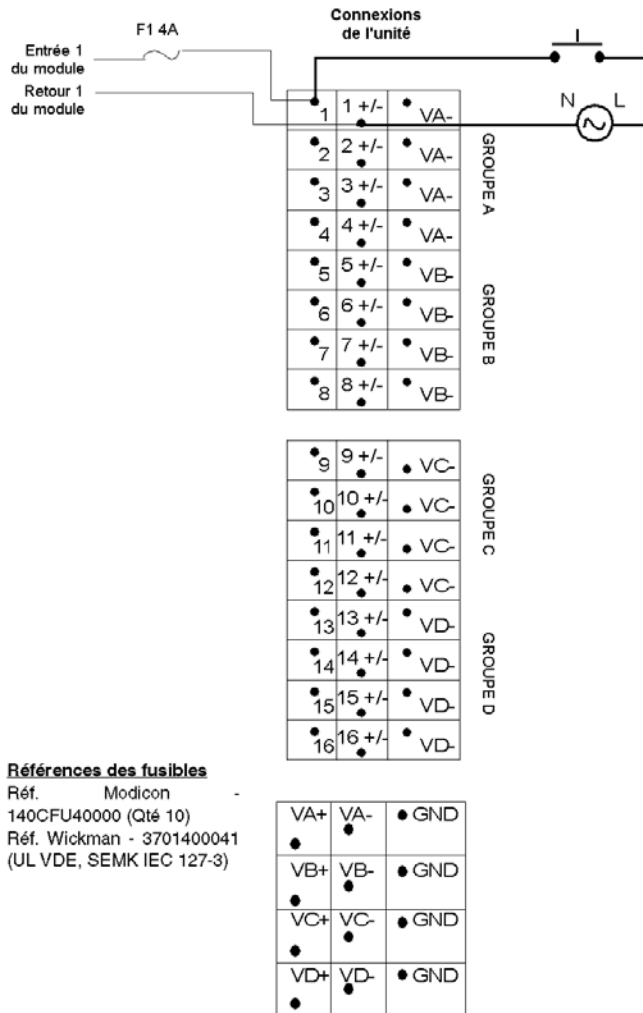 Connexions
de l'unité
F1 4A
Entrée 1
du module
Retour 1
du module
N L
1 1 +/- VA-
2 2 +/- VA-
3 3 +/- VA-
4 4 +/- VA-
GROUPE A
5 5 +/- VB-
6 6 +/- VB-
7 7 +/- VB-
8 8 +/- VB-
GROUPE B
9 9 +/- VC-
10 10 +/- VC-
11 11 +/- VC-
12 12 +/- VC-
GROUPE C
13 13 +/- VD-
14 14 +/- VD-
15 15 +/- VD-
16 16 +/- VD-
GROUPE D
Références des fusibles
Réf. Modicon -
140CFU40000 (Qté 10)
Réf. Wickman - 3701400041
(UL VDE, SEMK IEC 127-3)
VA+ VA- GND
VB+ VB- GND
VC+ VC- GND
VD+ VD- GND